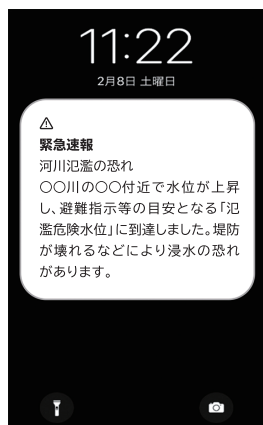 11:22
2月8日 土曜日
緊急速報
河川氾濫の恐れ
〇〇川の〇〇付近で水位が上昇
し、避難指示等の目安となる「氾
濫危険水位」に到達しました。堤防
が壊れるなどにより浸水の恐れ
があります。